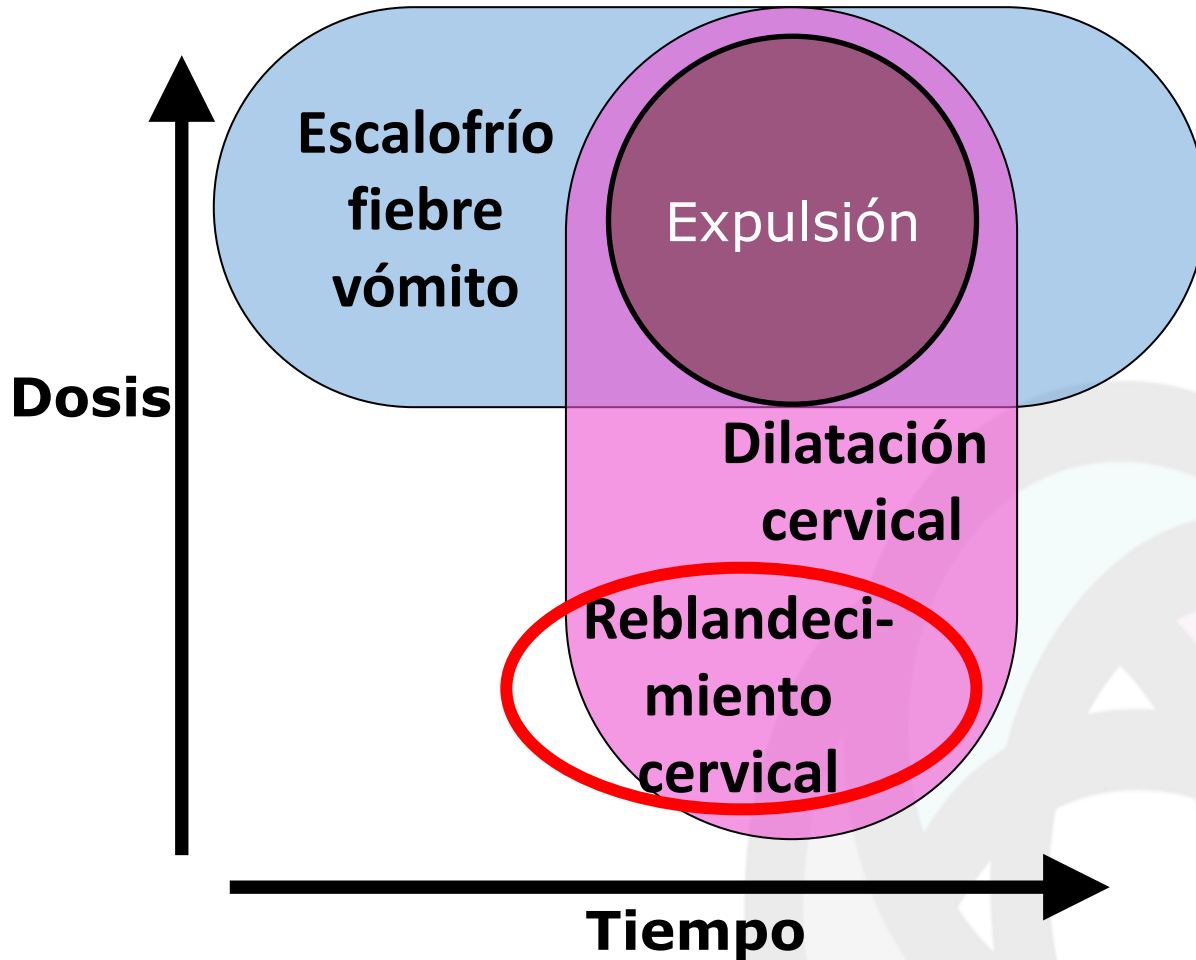 Escalofrío
fiebre
vómito
Expulsión
Dosis
Dilatación
cervical
Reblandeci-
miento
cervical
Tiempo